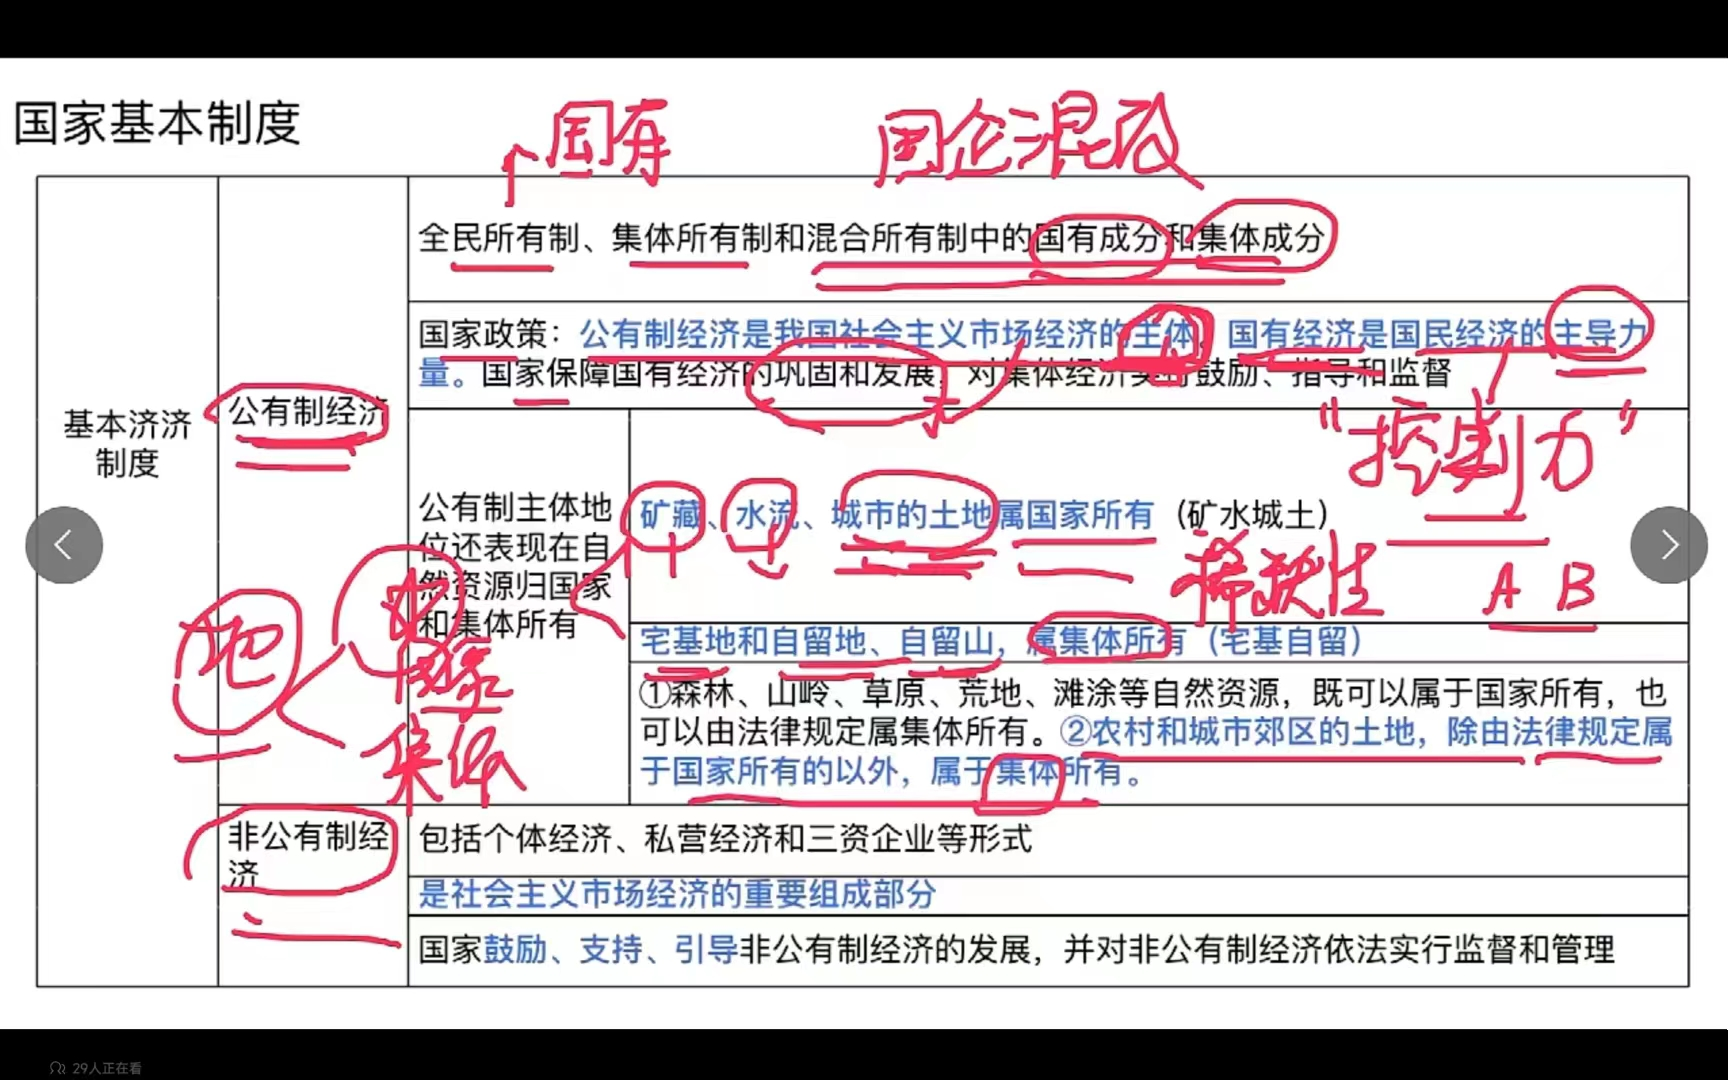 国家基本制度
国有
国企混改
基本济济
制度
公有制经济
全民所有制、集体所有制和混合所有制中的国有成分和集体成分
国家政策：公有制经济是我国社会主义市场经济的主体。国有经济是国民经济的主导力
量。国家保障国有经济的巩固和发展，对集体经济实行鼓励、指导和监督
“控制力”
公有制主体地
位还表现在自
然资源归国家
和集体所有
矿藏、水流、城市的土地属国家所有（矿水城土）
稀缺性
A B
宅基地和自留地、自留山，属集体所有（宅基自留）
①森林、山岭、草原、荒地、滩涂等自然资源，既可以属于国家所有，也
可以由法律规定属集体所有。②农村和城市郊区的土地，除由法律规定属
于国家所有的以外，属于集体所有。
地
国家
集体
非公有制经
济
包括个体经济、私营经济和三资企业等形式
是社会主义市场经济的重要组成部分
国家鼓励、支持、引导非公有制经济的发展，并对非公有制经济依法实行监督和管理
29人正在看